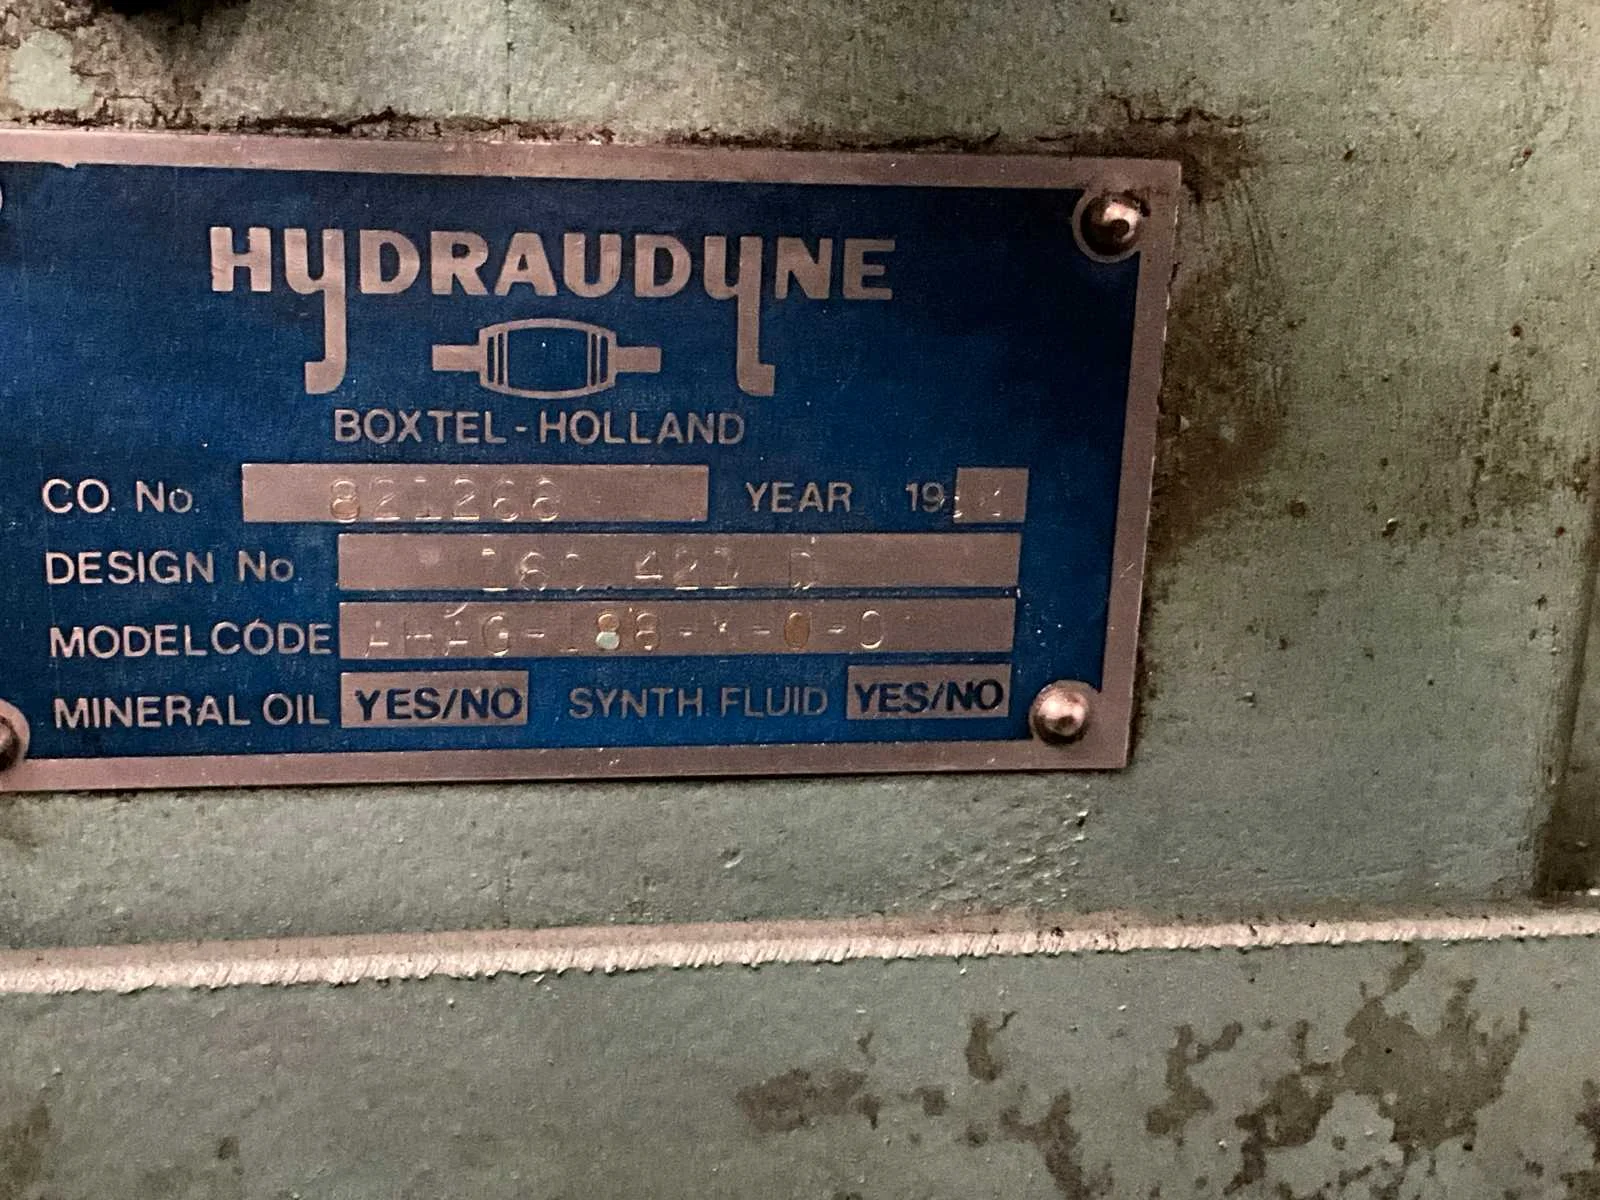 HYDRAUDYNE
BOXTEL-HOLLAND
CO. No. 821266 YEAR 19
DESIGN No 421 D
MODELCODE
MINERAL OIL YES/NO SYNTH. FLUID YES/NO